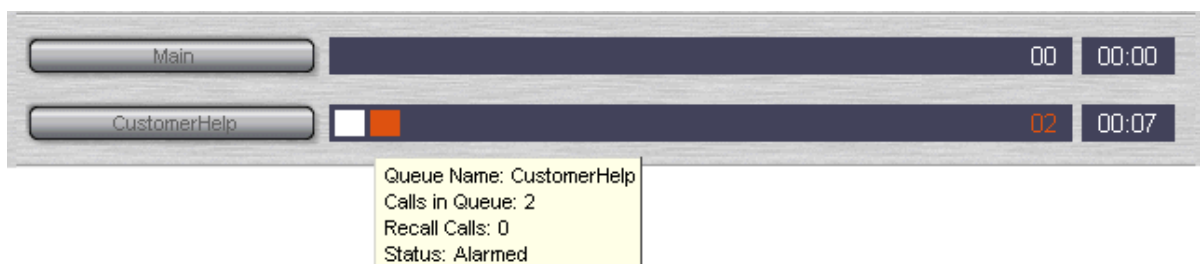 Main 00 00:00
CustomerHelp 02 00:07
Queue Name: CustomerHelp
Calls in Queue: 2
Recall Calls: 0
Status: Alarmed